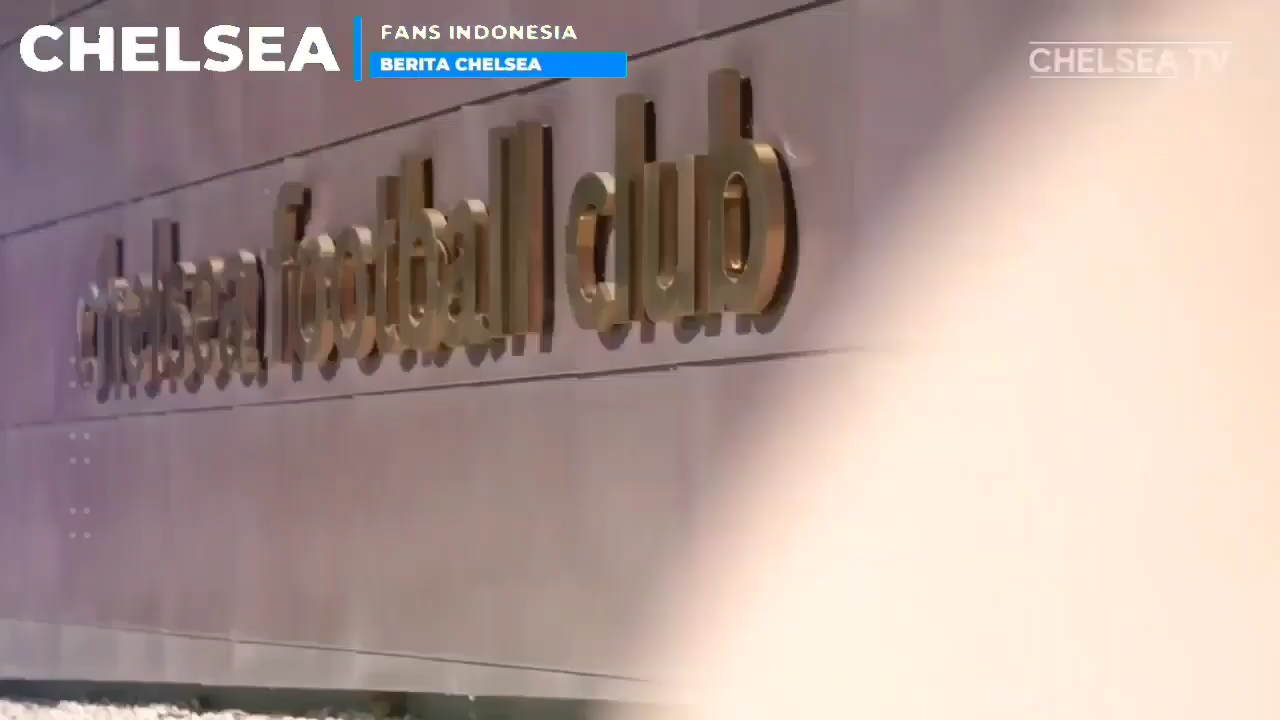 CHELSEA
FANS INDONESIA
BERITA CHELSEA
CHELSEA TV
chelsea football club